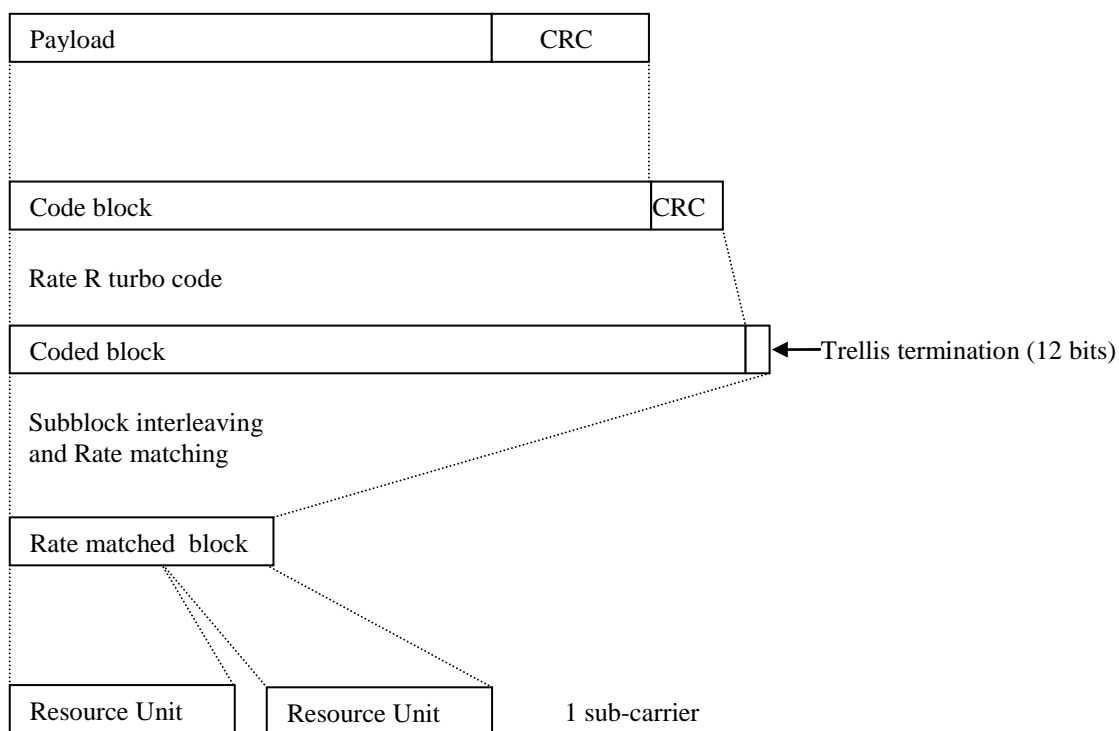 Payload
CRC
Code block
CRC
Rate R turbo code
Coded block
Trellis termination (12 bits)
Subblock interleaving
and Rate matching
Rate matched block
Resource Unit
Resource Unit
1 sub-carrier